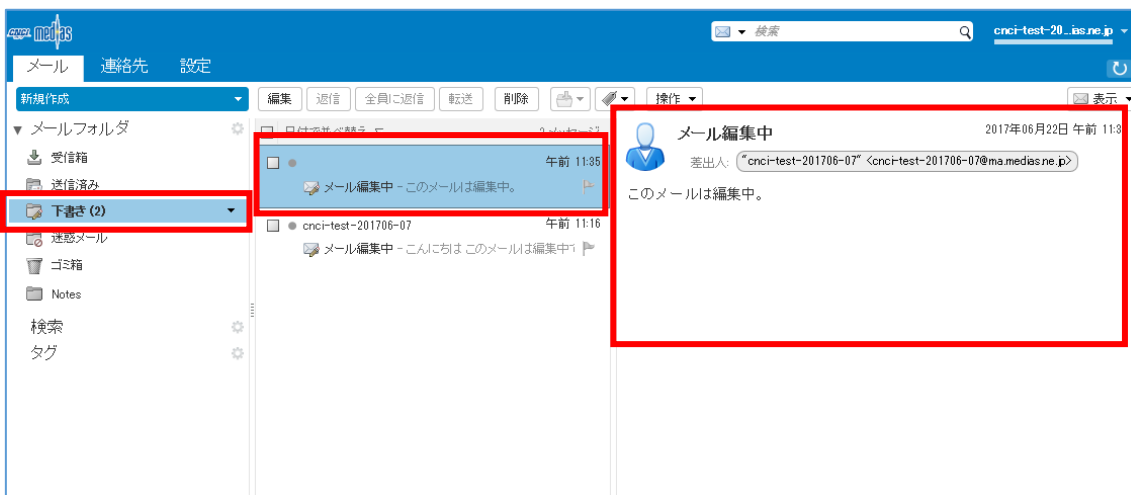 CNCI medias
検索
cnci-test-20...ias.ne.jp
メール 連絡先 設定
新規作成
編集 返信 全員に返信 転送 削除 操作 表示
メールフォルダ
受信箱
送信済み
下書き (2)
迷惑メール
ゴミ箱
Notes
検索
タグ
日付で並べ替え
午前 11:35
メール編集中 - このメールは編集中。
cnci-test-201706-07 午前 11:16
メール編集中 - こんにちは このメールは編集中
メール編集中 2017年06月22日 午前 11:3
差出人: "cnci-test-201706-07" <cnci-test-201706-07@ma.medias.ne.jp>
このメールは編集中。